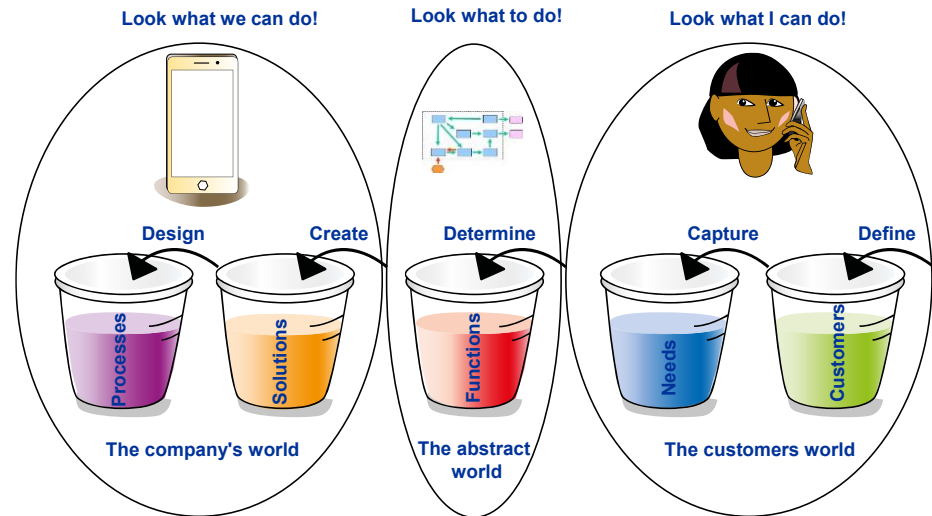 Look what we can do!
Look what to do!
Look what I can do!
Design
Create
Determine
Capture
Define
Processes
Solutions
Functions
Needs
Customers
The company's world
The abstract
world
The customers world